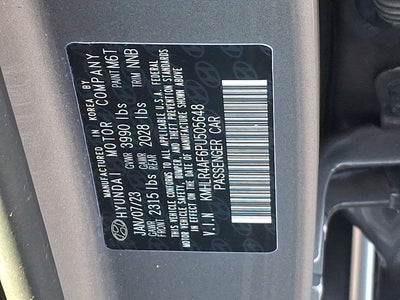 MANUFACTURED IN KOREA BY
HYUNDAI MOTOR COMPANY
JAN/07/23 GVWR 3990 lbs PAINT M6T
GAWR FRONT 2315 lbs GAWR REAR 2028 lbs TRIM NNB
THIS VEHICLE CONFORMS TO ALL APPLICABLE U.S.A FEDERAL
MOTOR VEHICLE SAFETY, BUMPER, AND THEFT PREVENTION STANDARDS
IN EFFECT ON THE DATE OF MANUFACTURE SHOWN ABOVE
V.I.N KMHLR4AF6PU505648
PASSENGER CAR